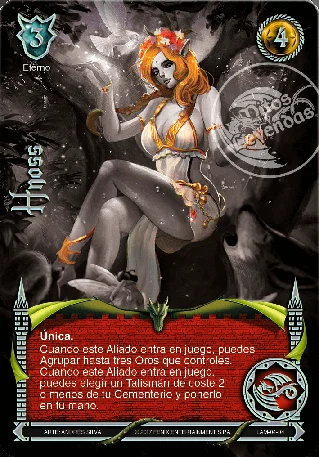 3
4
Eterno
Mitos
y Leyendas
Hyoss
Única.
Cuando este Aliado entra en juego, puedes
Agrupar hasta tres Oros que controles.
Cuando este Aliado entra en juego,
puedes elegir un Talismán de coste 2
o menos de tu Cementerio y ponerlo
en tu mano.